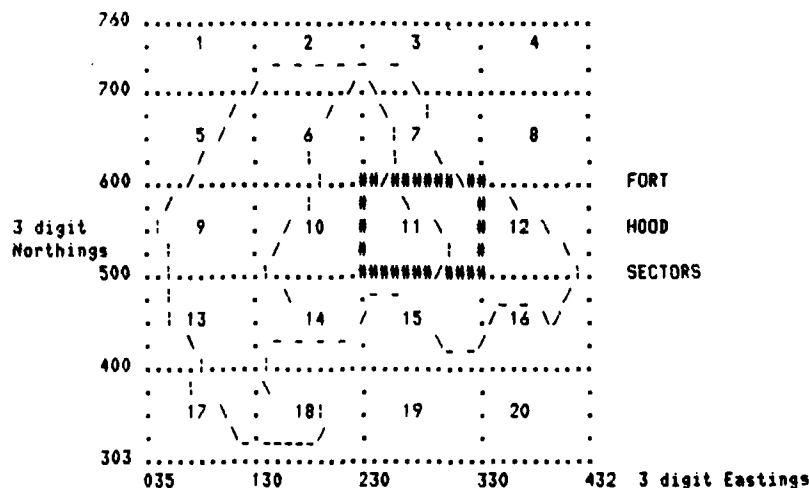 760
1 2 3 4
700
5 6 7 8
600 FORT
3 digit 9 10 11 12 HOOD
Northings
500 SECTORS
13 14 15 16
400
17 18 19 20
303
035 130 230 330 432 3 digit Eastings